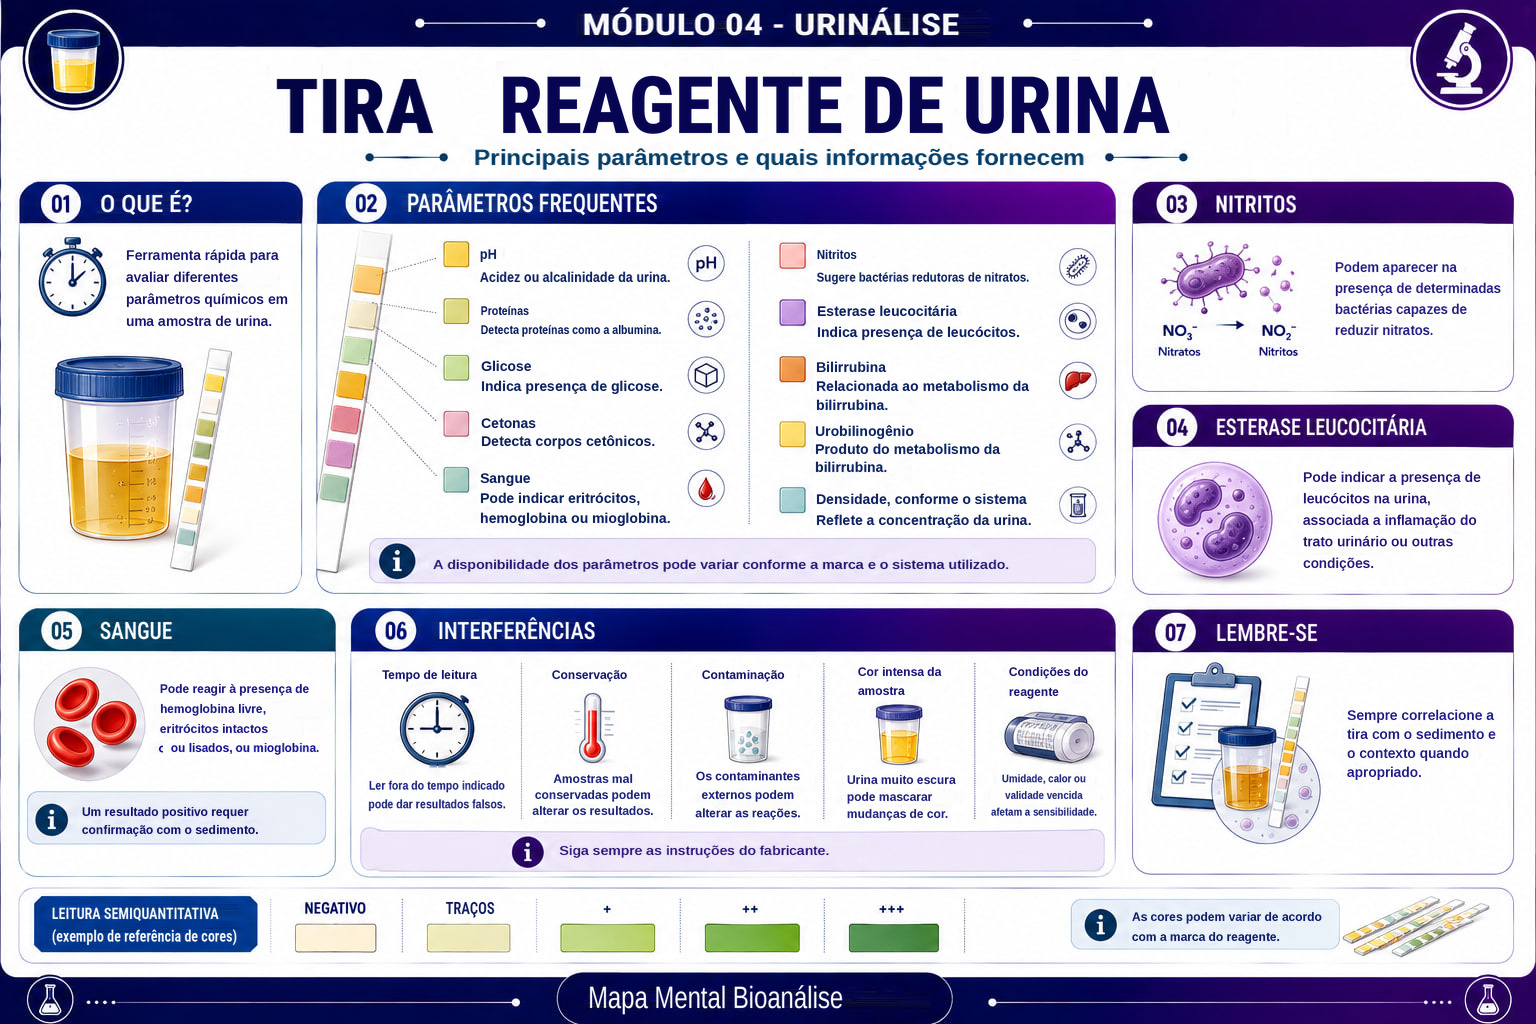 MÓDULO 04 - URINÁLISE
TIRA REAGENTE DE URINA
Principais parâmetros e quais informações fornecem
01 O QUE É?
Ferramenta rápida para
avaliar diferentes
parâmetros químicos em
uma amostra de urina.
02 PARÂMETROS FREQUENTES
pH
Acidez ou alcalinidade da urina.
pH
Proteínas
Detecta proteínas como a albumina.
Glicose
Indica presença de glicose.
Cetonas
Detecta corpos cetônicos.
Sangue
Pode indicar eritrócitos,
hemoglobina ou mioglobina.
Nitritos
Sugere bactérias redutoras de nitratos.
Esterase leucocitária
Indica presença de leucócitos.
Bilirrubina
Relacionada ao metabolismo da
bilirrubina.
Urobilinogênio
Produto do metabolismo da
bilirrubina.
Densidade, conforme o sistema
Reflete a concentração da urina.
i A disponibilidade dos parâmetros pode variar conforme a marca e o sistema utilizado.
03 NITRITOS
NO₃⁻ → NO₂⁻
Nitratos Nitritos
Podem aparecer na
presença de determinadas
bactérias capazes de
reduzir nitratos.
04 ESTERASE LEUCOCITÁRIA
Pode indicar a presença de
leucócitos na urina,
associada a inflamação do
trato urinário ou outras
condições.
05 SANGUE
Pode reagir à presença de
hemoglobina livre,
eritrócitos intactos
c ou lisados, ou mioglobina.
i Um resultado positivo requer
confirmação com o sedimento.
06 INTERFERÊNCIAS
Tempo de leitura
Ler fora do tempo indicado
pode dar resultados falsos.
Conservação
Amostras mal
conservadas podem
alterar os resultados.
Contaminação
Os contaminantes
externos podem
alterar as reações.
Cor intensa da
amostra
Urina muito escura
pode mascarar
mudanças de cor.
Condições do
reagente
Umidade, calor ou
validade vencida
afetam a sensibilidade.
i Siga sempre as instruções do fabricante.
07 LEMBRE-SE
Sempre correlacione a
tira com o sedimento e
o contexto quando
apropriado.
LEITURA SEMIQUANTITATIVA
(exemplo de referência de cores)
NEGATIVO
TRAÇOS
+
++
+++
i As cores podem variar de acordo
com a marca do reagente.
Mapa Mental Bioanálise